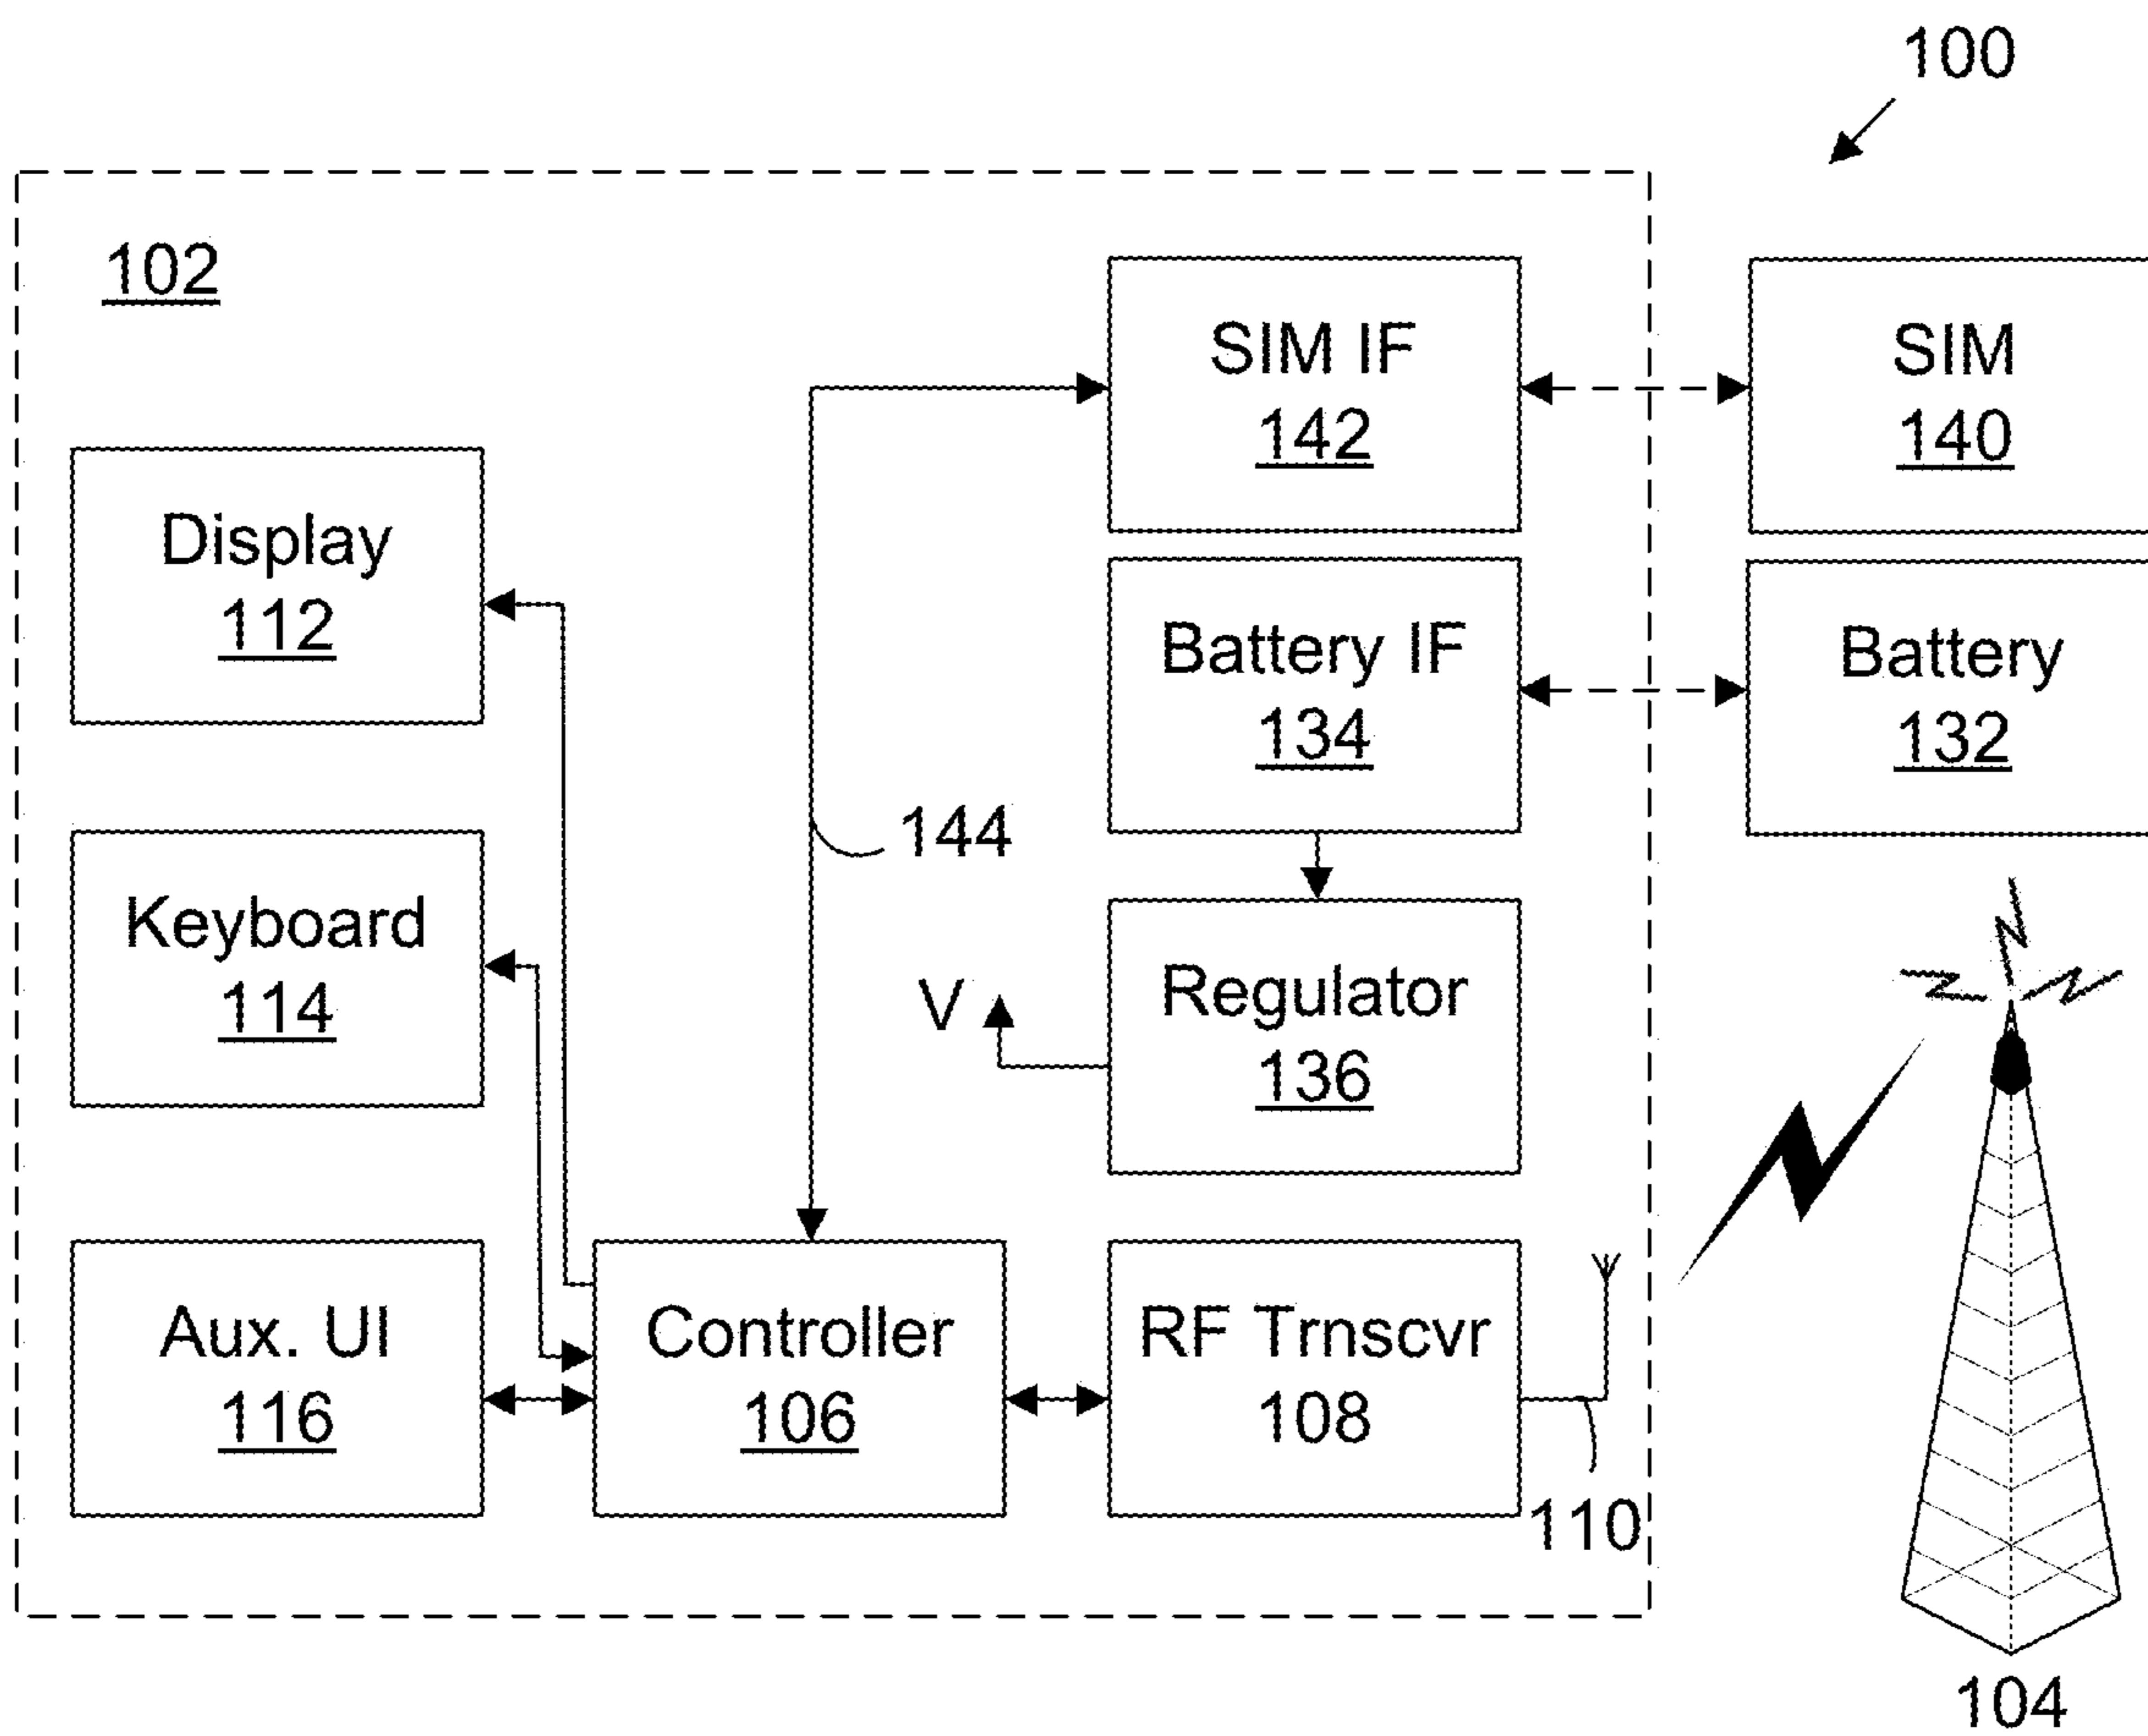 100
102
SIM IF
142
SIM
140
Display
112
Battery IF
134
Battery
132
144
Keyboard
114
V
Regulator
136
Aux. UI
116
Controller
106
RF Trnscvr
108
110
104